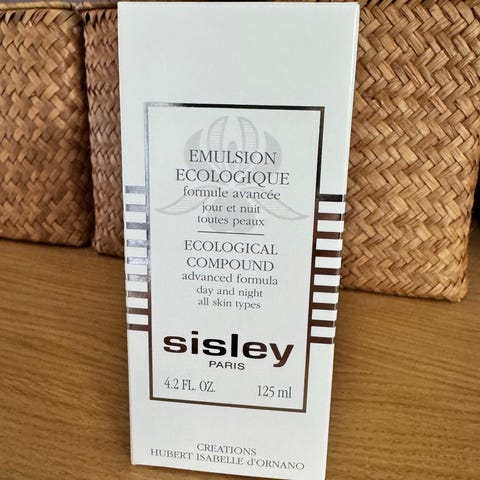 EMULSION
ECOLOGIQUE
formule avancée
jour et nuit
toutes peaux
ECOLOGICAL
COMPOUND
advanced formula
day and night
all skin types
sisley
PARIS
4.2 FL. OZ. 125 ml
CREATIONS
HUBERT ISABELLE d'ORNANO